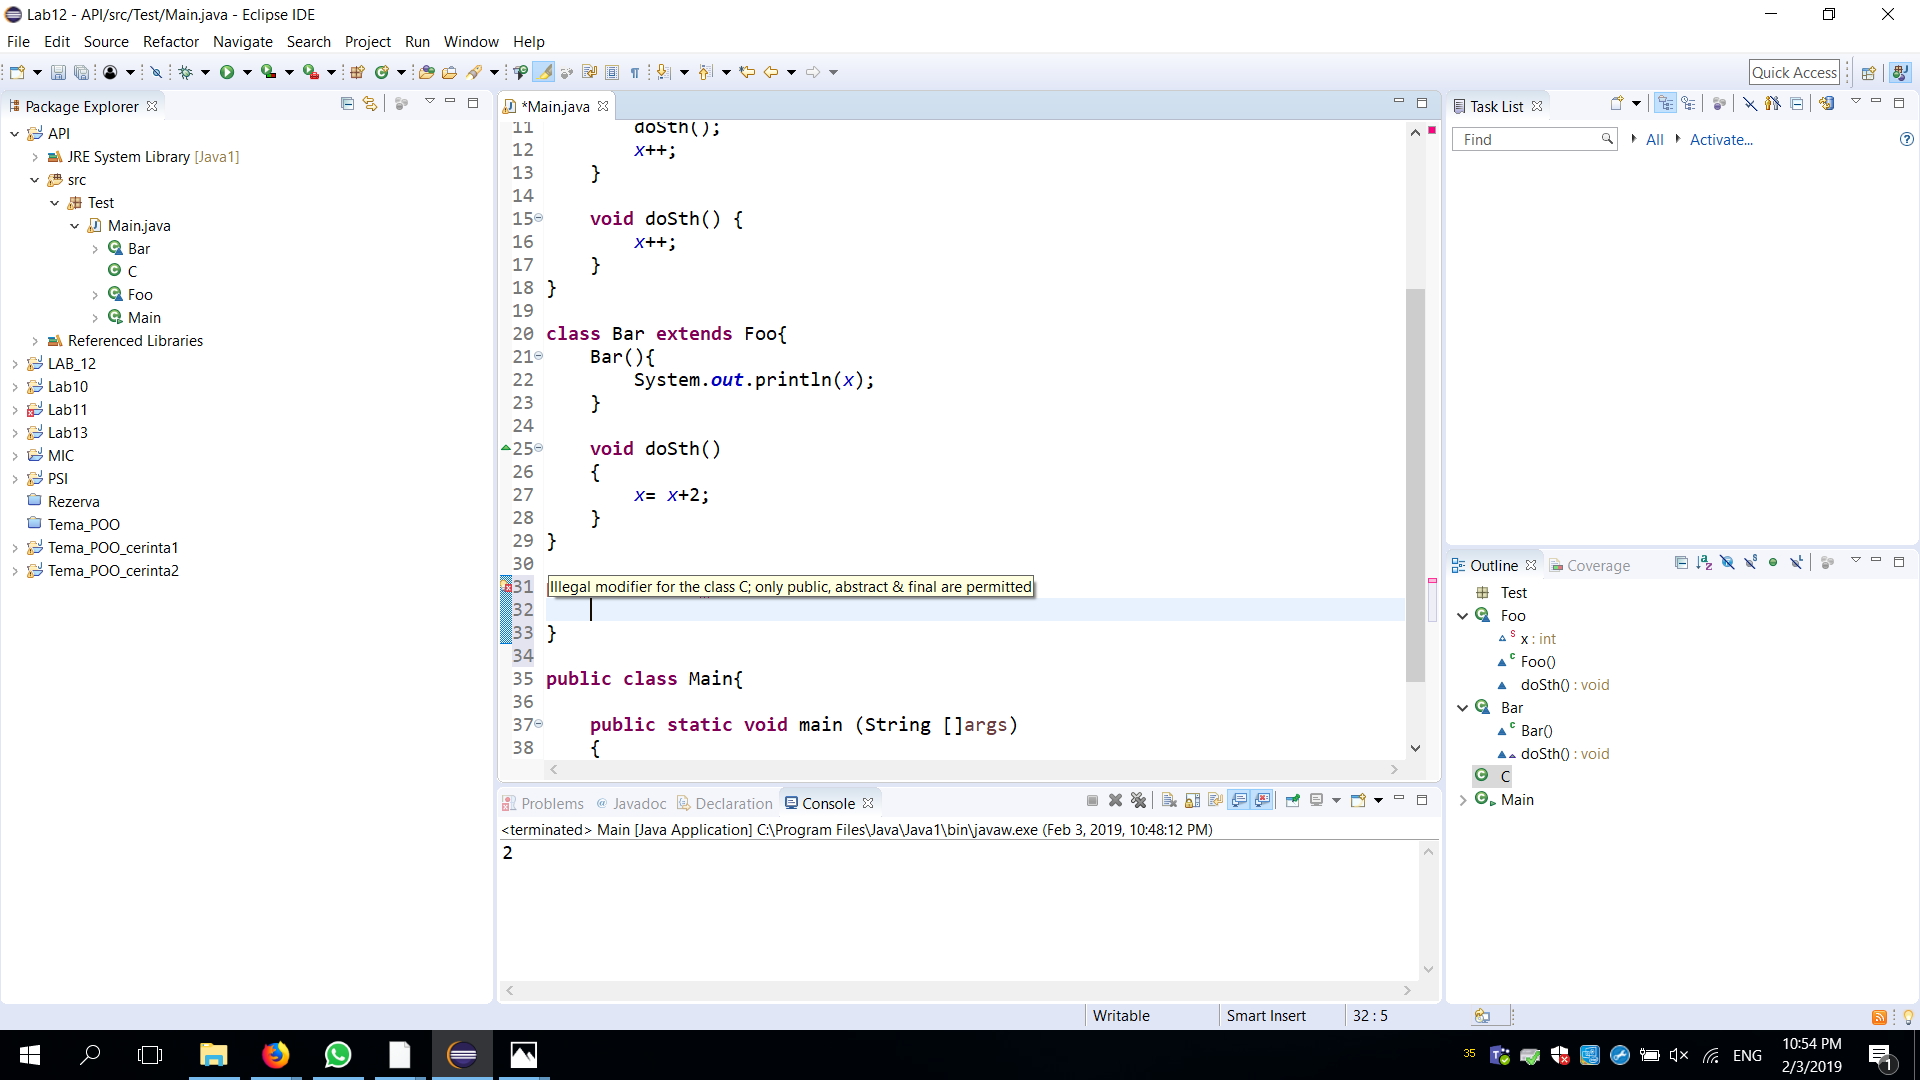 Lab12 - API/src/Test/Main.java - Eclipse IDE
File Edit Source Refactor Navigate Search Project Run Window Help
Quick Access
Package Explorer
API
JRE System Library [Java1]
src
Test
Main.java
Bar
C
Foo
Main
Referenced Libraries
LAB_12
Lab10
Lab11
Lab13
MIC
PSI
Rezerva
Tema_POO
Tema_POO_cerinta1
Tema_POO_cerinta2
*Main.java
11 doSth();
12 x++;
13 }
14
15 void doSth() {
16 x++;
17 }
18 }
19
20 class Bar extends Foo{
21 Bar(){
22 System.out.println(x);
23 }
24
25 void doSth()
26 {
27 x= x+2;
28 }
29 }
30
31 Illegal modifier for the class C; only public, abstract & final are permitted
32
33 }
34
35 public class Main{
36
37 public static void main (String []args)
38 {
Problems @ Javadoc Declaration Console
<terminated> Main [Java Application] C:\Program Files\Java\Java1\bin\javaw.exe (Feb 3, 2019, 10:48:12 PM)
2
Task List
Find All Activate...
Outline Coverage
Test
Foo
x : int
Foo()
doSth() : void
Bar
Bar()
doSth() : void
C
Main
Writable Smart Insert 32 : 5
35 ENG 10:54 PM
2/3/2019
1